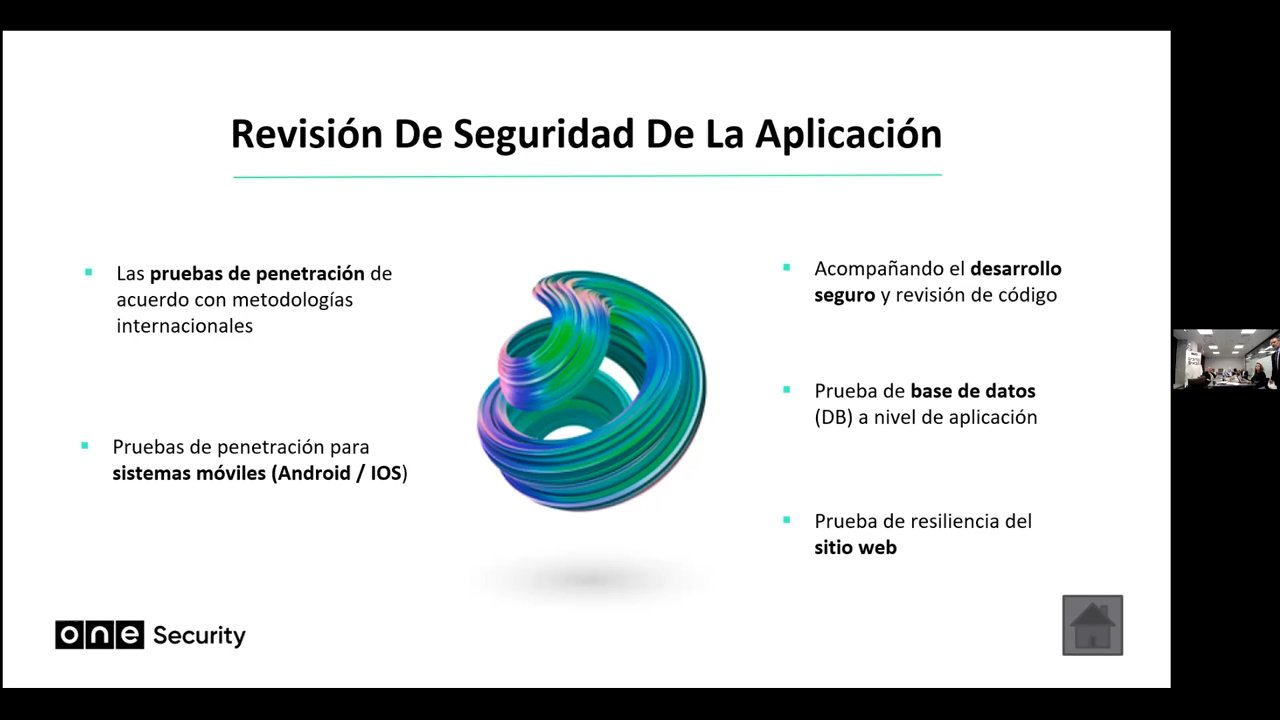 Revisión De Seguridad De La Aplicación
Las pruebas de penetración de
acuerdo con metodologías
internacionales
Pruebas de penetración para
sistemas móviles (Android / IOS)
Acompañando el desarrollo
seguro y revisión de código
Prueba de base de datos
(DB) a nivel de aplicación
Prueba de resiliencia del
sitio web
one Security